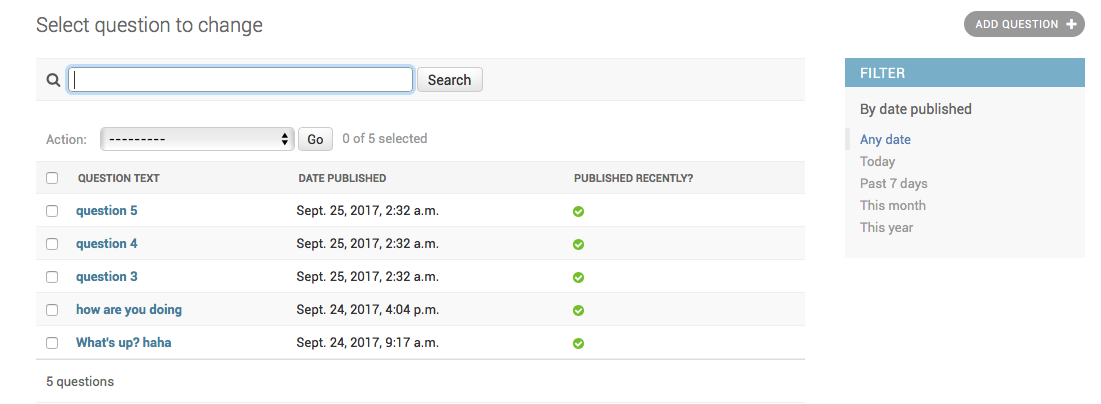 Select question to change
ADD QUESTION +
Search
Action: --------- Go 0 of 5 selected
QUESTION TEXT DATE PUBLISHED PUBLISHED RECENTLY?
question 5 Sept. 25, 2017, 2:32 a.m.
question 4 Sept. 25, 2017, 2:32 a.m.
question 3 Sept. 25, 2017, 2:32 a.m.
how are you doing Sept. 24, 2017, 4:04 p.m.
What's up? haha Sept. 24, 2017, 9:17 a.m.
5 questions
FILTER
By date published
Any date
Today
Past 7 days
This month
This year